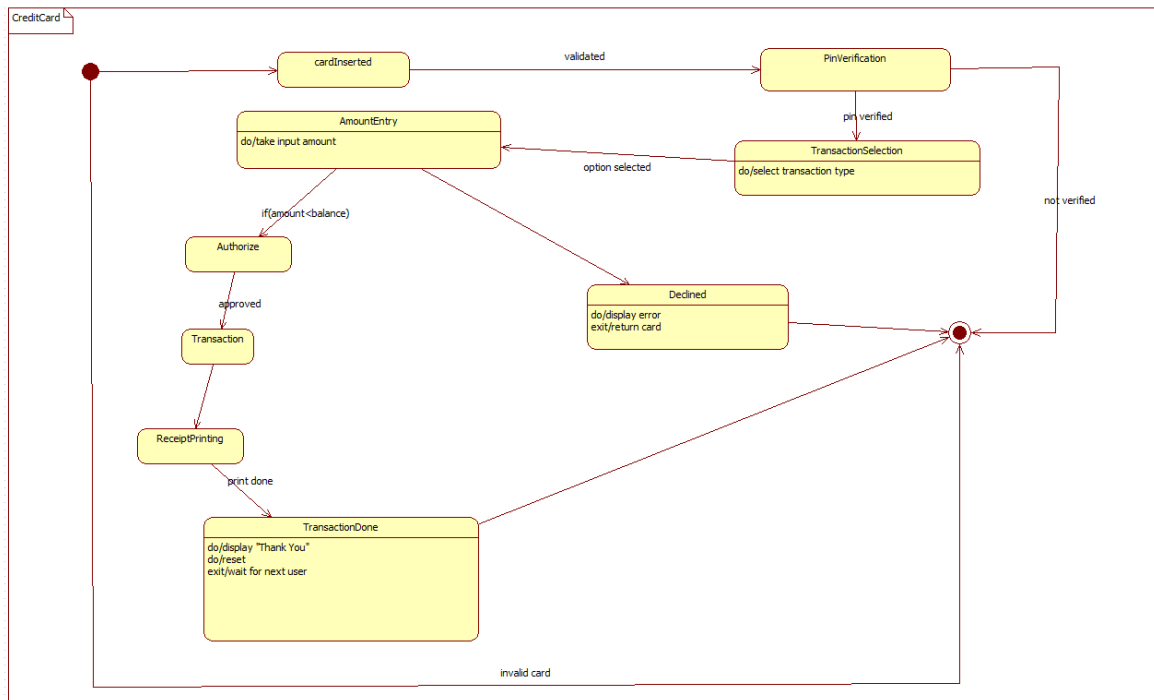 CreditCard
cardInserted
validated
PinVerification
AmountEntry
do/take input amount
pin verified
TransactionSelection
do/select transaction type
option selected
not verified
if(amount<balance)
Authorize
approved
Declined
do/display error
exit/return card
Transaction
ReceiptPrinting
print done
TransactionDone
do/display "Thank You"
do/reset
exit/wait for next user
invalid card